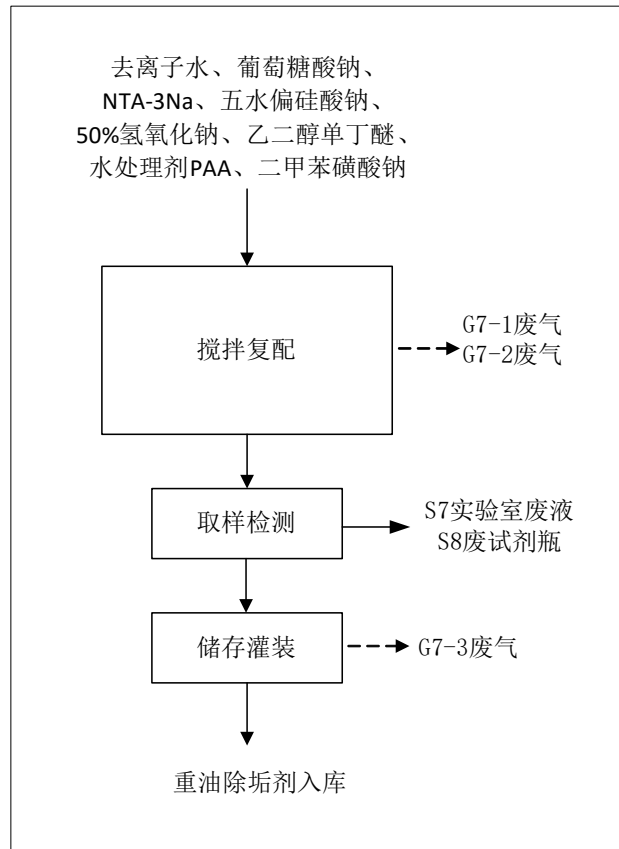 去离子水、葡萄糖酸钠、
NTA-3Na、五水偏硅酸钠、
50%氢氧化钠、乙二醇单丁醚、
水处理剂PAA、二甲苯磺酸钠
搅拌复配
G7-1废气
G7-2废气
取样检测
S7实验室废液
S8废试剂瓶
储存灌装
G7-3废气
重油除垢剂入库